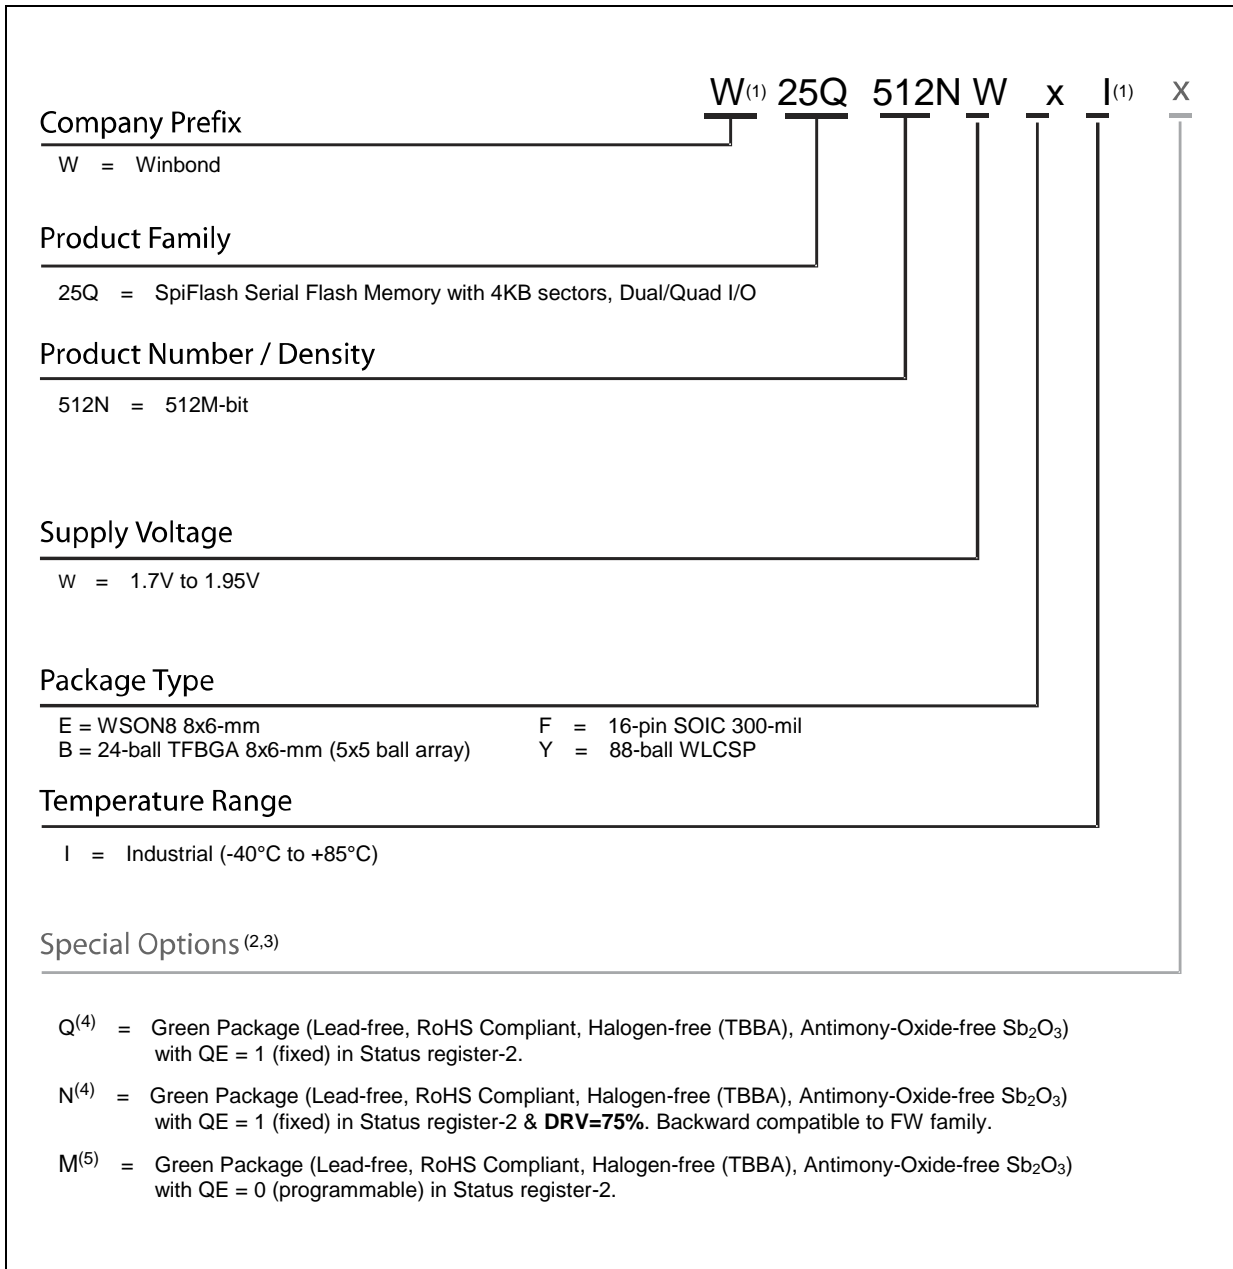 W(1) 25Q 512N W x I(1) x
Company Prefix
W = Winbond
Product Family
25Q = SpiFlash Serial Flash Memory with 4KB sectors, Dual/Quad I/O
Product Number / Density
512N = 512M-bit
Supply Voltage
W = 1.7V to 1.95V
Package Type
E = WSON8 8x6-mm F = 16-pin SOIC 300-mil
B = 24-ball TFBGA 8x6-mm (5x5 ball array) Y = 88-ball WLCSP
Temperature Range
I = Industrial (-40°C to +85°C)
Special Options (2,3)
Q(4) = Green Package (Lead-free, RoHS Compliant, Halogen-free (TBBA), Antimony-Oxide-free Sb2O3)
with QE = 1 (fixed) in Status register-2.
N(4) = Green Package (Lead-free, RoHS Compliant, Halogen-free (TBBA), Antimony-Oxide-free Sb2O3)
with QE = 1 (fixed) in Status register-2 & DRV=75%. Backward compatible to FW family.
M(5) = Green Package (Lead-free, RoHS Compliant, Halogen-free (TBBA), Antimony-Oxide-free Sb2O3)
with QE = 0 (programmable) in Status register-2.